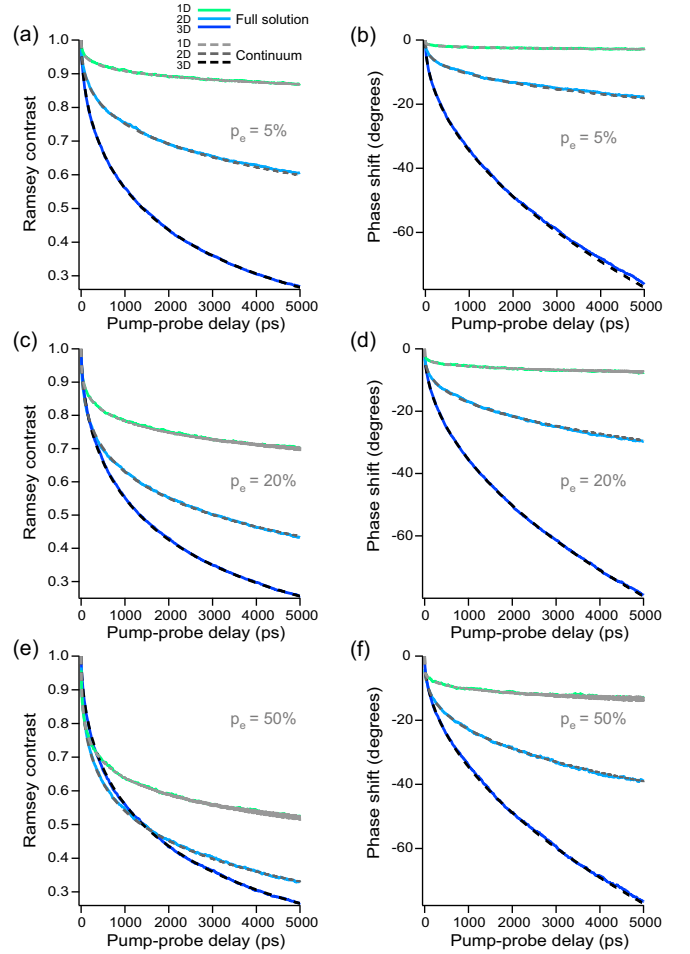 1D
2D Full solution
3D
1D
2D Continuum
3D
(a)
Ramsey contrast
1.0
0.9
0.8
0.7
0.6
0.5
0.4
0.3
p_e = 5%
0 1000 2000 3000 4000 5000
Pump-probe delay (ps)
(b)
Phase shift (degrees)
0
-20
-40
-60
p_e = 5%
0 1000 2000 3000 4000 5000
Pump-probe delay (ps)
(c)
Ramsey contrast
1.0
0.9
0.8
0.7
0.6
0.5
0.4
0.3
p_e = 20%
0 1000 2000 3000 4000 5000
Pump-probe delay (ps)
(d)
Phase shift (degrees)
0
-20
-40
-60
p_e = 20%
0 1000 2000 3000 4000 5000
Pump-probe delay (ps)
(e)
Ramsey contrast
1.0
0.9
0.8
0.7
0.6
0.5
0.4
0.3
p_e = 50%
0 1000 2000 3000 4000 5000
Pump-probe delay (ps)
(f)
Phase shift (degrees)
0
-20
-40
-60
p_e = 50%
0 1000 2000 3000 4000 5000
Pump-probe delay (ps)